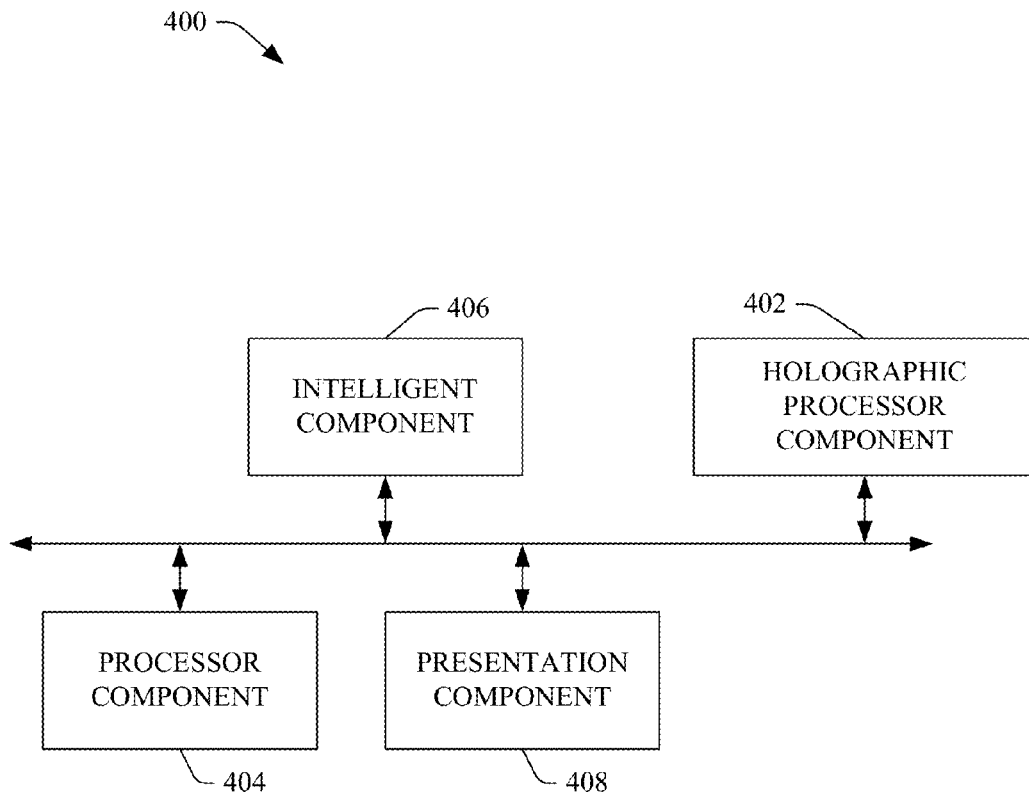 400
406
402
INTELLIGENT
COMPONENT
HOLOGRAPHIC
PROCESSOR
COMPONENT
PROCESSOR
COMPONENT
PRESENTATION
COMPONENT
404
408